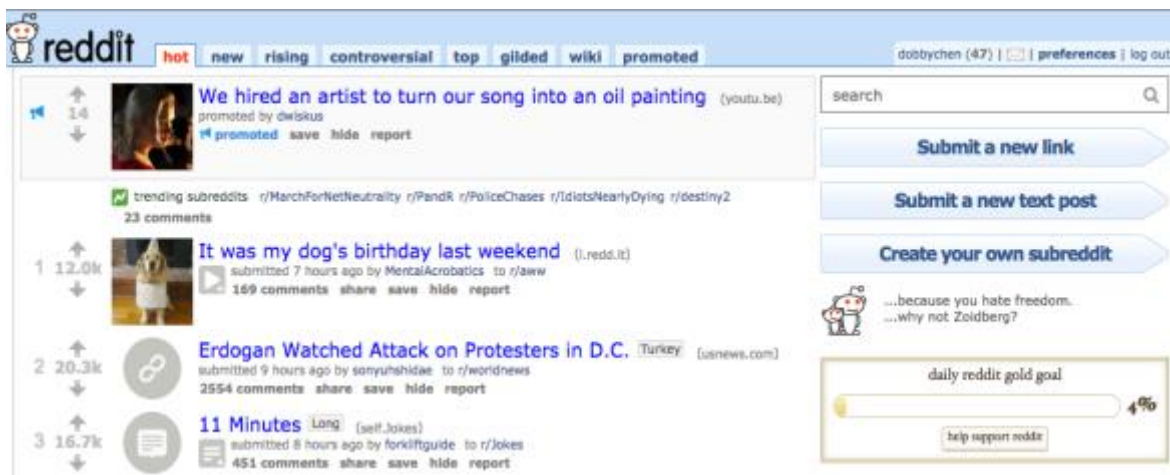 reddit hot new rising controversial top gilded wiki promoted
dobbychen (47) | | preferences | log out
14
We hired an artist to turn our song into an oil painting (youtu.be)
promoted by dwiskus
promoted save hide report
trending subreddits r/MarchForNetNeutrality r/PandR r/PoliceChases r/IdiotsNearlyDying r/destiny2
23 comments
1 12.0k
It was my dog's birthday last weekend (i.redd.it)
submitted 7 hours ago by MentalAcrobatics to r/aww
169 comments share save hide report
2 20.3k
Erdogan Watched Attack on Protesters in D.C. Turkey (usnews.com)
submitted 9 hours ago by sonyuhshidae to r/worldnews
2554 comments share save hide report
3 16.7k
11 Minutes Long (self.Jokes)
submitted 8 hours ago by forkliftguide to r/Jokes
451 comments share save hide report
search
Submit a new link
Submit a new text post
Create your own subreddit
...because you hate freedom.
...why not Zoidberg?
daily reddit gold goal
4%
help support reddit